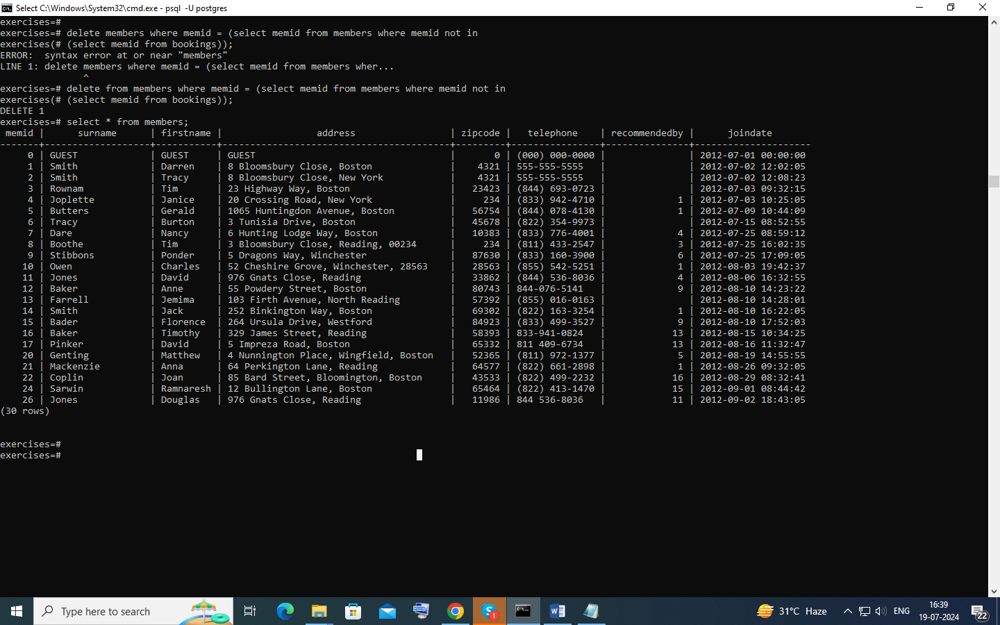 Select C:\Windows\System32\cmd.exe - psql  -U postgres
exercises=#
exercises=# delete members where memid = (select memid from members where memid not in
exercises(# (select memid from bookings));
ERROR:  syntax error at or near "members"
LINE 1: delete members where memid = (select memid from members wher...
               ^
exercises=# delete from members where memid = (select memid from members where memid not in
exercises(# (select memid from bookings));
DELETE 1
exercises=# select * from members;
 memid |      surname      | firstname |                 address                 | zipcode |   telephone    | recommendedby |      joindate
-------+-------------------+-----------+-----------------------------------------+---------+----------------+---------------+---------------------
     0 | GUEST             | GUEST     | GUEST                                   |       0 | (000) 000-0000 |               | 2012-07-01 00:00:00
     1 | Smith             | Darren    | 8 Bloomsbury Close, Boston              |    4321 | 555-555-5555   |               | 2012-07-02 12:02:05
     2 | Smith             | Tracy     | 8 Bloomsbury Close, New York            |    4321 | 555-555-5555   |               | 2012-07-02 12:08:23
     3 | Rownam            | Tim       | 23 Highway Way, Boston                  |   23423 | (844) 693-0723 |               | 2012-07-03 09:32:15
     4 | Joplette          | Janice    | 20 Crossing Road, New York              |     234 | (833) 942-4710 |             1 | 2012-07-03 10:25:05
     5 | Butters           | Gerald    | 1065 Huntingdon Avenue, Boston          |   56754 | (844) 078-4130 |             1 | 2012-07-09 10:44:09
     6 | Tracy             | Burton    | 3 Tunisia Drive, Boston                 |   45678 | (822) 354-9973 |               | 2012-07-15 08:52:55
     7 | Dare              | Nancy     | 6 Hunting Lodge Way, Boston             |   10383 | (833) 776-4001 |             4 | 2012-07-25 08:59:12
     8 | Boothe            | Tim       | 3 Bloomsbury Close, Reading, 00234      |     234 | (811) 433-2547 |             3 | 2012-07-25 16:02:35
     9 | Stibbons          | Ponder    | 5 Dragons Way, Winchester               |   87630 | (833) 160-3900 |             6 | 2012-07-25 17:09:05
    10 | Owen              | Charles   | 52 Cheshire Grove, Winchester, 28563    |   28563 | (855) 542-5251 |             1 | 2012-08-03 19:42:37
    11 | Jones             | David     | 976 Gnats Close, Reading                |   33862 | (844) 536-8036 |             4 | 2012-08-06 16:32:55
    12 | Baker             | Anne      | 55 Powdery Street, Boston               |   80743 | 844-076-5141   |             9 | 2012-08-10 14:23:22
    13 | Farrell           | Jemima    | 103 Firth Avenue, North Reading         |   57392 | (855) 016-0163 |               | 2012-08-10 14:28:01
    14 | Smith             | Jack      | 252 Binkington Way, Boston              |   69302 | (822) 163-3254 |             1 | 2012-08-10 16:22:05
    15 | Bader             | Florence  | 264 Ursula Drive, Westford              |   84923 | (833) 499-3527 |             9 | 2012-08-10 17:52:03
    16 | Baker             | Timothy   | 329 James Street, Reading               |   58393 | 833-941-0824   |            13 | 2012-08-15 10:34:25
    17 | Pinker            | David     | 5 Impreza Road, Boston                  |   65332 | 811 409-6734   |            13 | 2012-08-16 11:32:47
    20 | Genting           | Matthew   | 4 Nunnington Place, Wingfield, Boston   |   52365 | (811) 972-1377 |             5 | 2012-08-19 14:55:55
    21 | Mackenzie         | Anna      | 64 Perkington Lane, Reading             |   64577 | (822) 661-2898 |             1 | 2012-08-26 09:32:05
    22 | Coplin            | Joan      | 85 Bard Street, Bloomington, Boston     |   43533 | (822) 499-2232 |            16 | 2012-08-29 08:32:41
    24 | Sarwin            | Ramnaresh | 12 Bullington Lane, Boston              |   65464 | (822) 413-1470 |            15 | 2012-09-01 08:44:42
    26 | Jones             | Douglas   | 976 Gnats Close, Reading                |   11986 | 844 536-8036   |            11 | 2012-09-02 18:43:05
(30 rows)
exercises=#
exercises=#
Type here to search
31°C Haze
ENG
16:39
19-07-2024
22
1